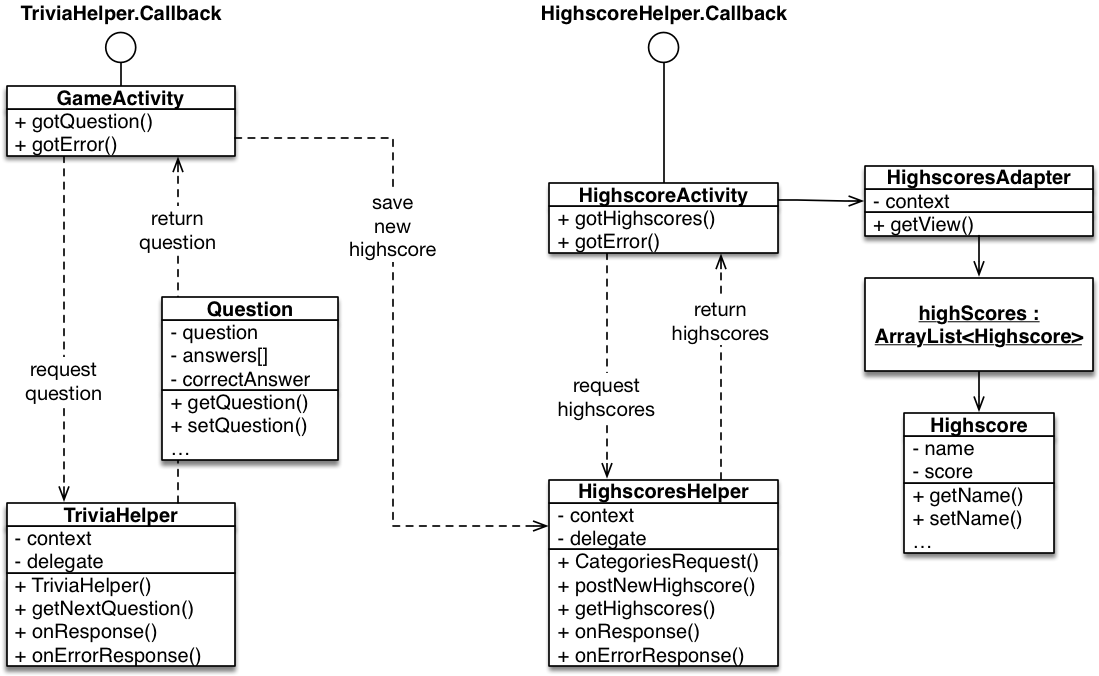 TriviaHelper.Callback
GameActivity
+ gotQuestion()
+ gotError()
return
question
save
new
highscore
Question
- question
- answers[]
- correctAnswer
+ getQuestion()
+ setQuestion()
...
request
question
TriviaHelper
- context
- delegate
+ TriviaHelper()
+ getNextQuestion()
+ onResponse()
+ onErrorResponse()
HighscoreHelper.Callback
HighscoreActivity
+ gotHighscores()
+ gotError()
return
highscores
request
highscores
HighscoresHelper
- context
- delegate
+ CategoriesRequest()
+ postNewHighscore()
+ getHighscores()
+ onResponse()
+ onErrorResponse()
HighscoresAdapter
- context
+ getView()
highScores :
ArrayList<Highscore>
Highscore
- name
- score
+ getName()
+ setName()
...